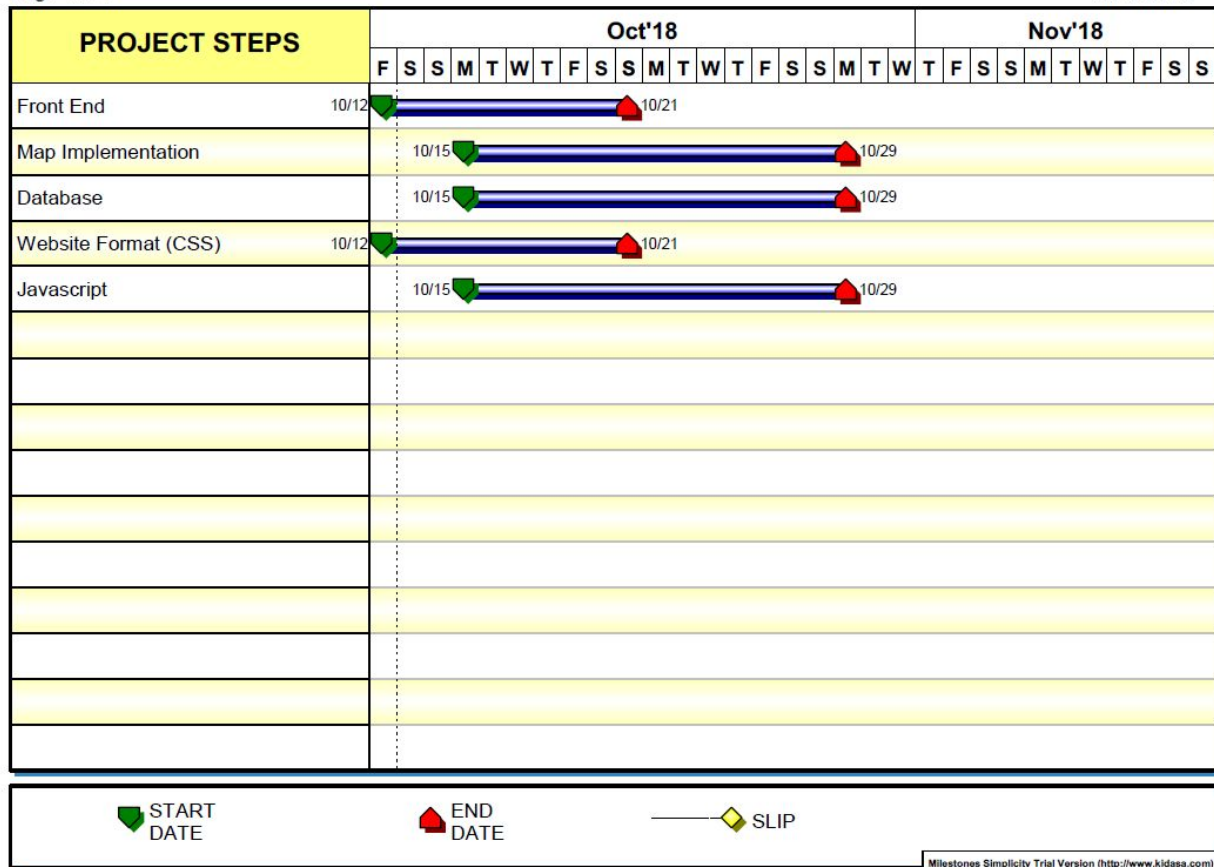 PROJECT STEPS
Oct'18 Nov'18
F S S M T W T F S S M T W T F S S M T W T F S S M T W T F S S
Front End 10/12 10/21
Map Implementation 10/15 10/29
Database 10/15 10/29
Website Format (CSS) 10/12 10/21
Javascript 10/15 10/29
START
DATE
END
DATE
SLIP
Milestones Simplicity Trial Version (http://www.kidasa.com)